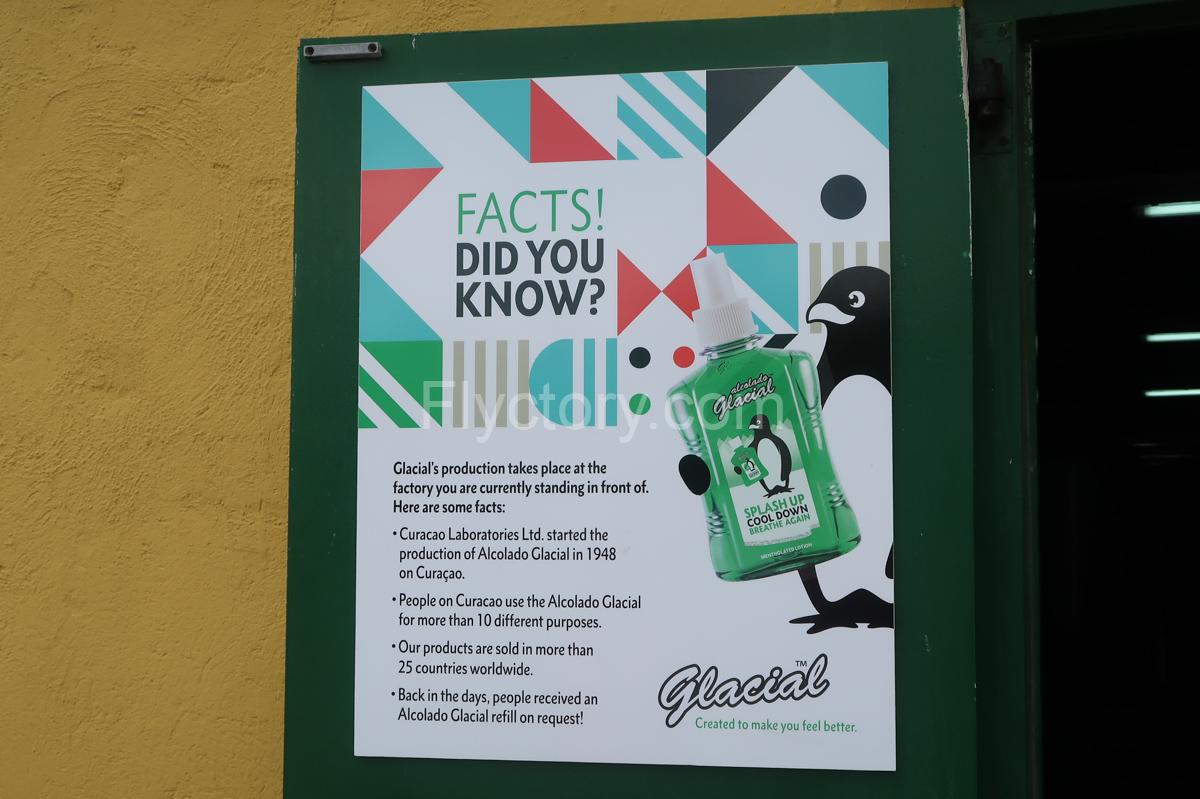 FACTS!
DID YOU
KNOW?
Flyctory.com
alcolado
Glacial
SPLASH UP
COOL DOWN
BREATHE AGAIN
MENTHOLATED LOTION
Glacial's production takes place at the
factory you are currently standing in front of.
Here are some facts:
• Curacao Laboratories Ltd. started the
production of Alcolado Glacial in 1948
on Curaçao.
• People on Curacao use the Alcolado Glacial
for more than 10 different purposes.
• Our products are sold in more than
25 countries worldwide.
• Back in the days, people received an
Alcolado Glacial refill on request!
Glacial™
Created to make you feel better.